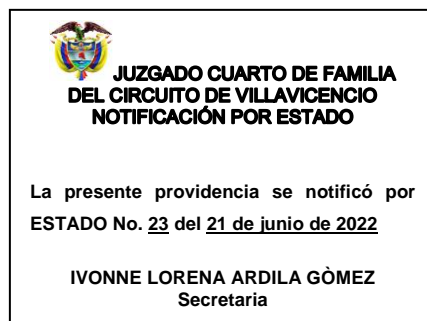 JUZGADO CUARTO DE FAMILIA
DEL CIRCUITO DE VILLAVICENCIO
NOTIFICACIÓN POR ESTADO
La presente providencia se notificó por
ESTADO No. 23 del 21 de junio de 2022
IVONNE LORENA ARDILA GÒMEZ
Secretaria